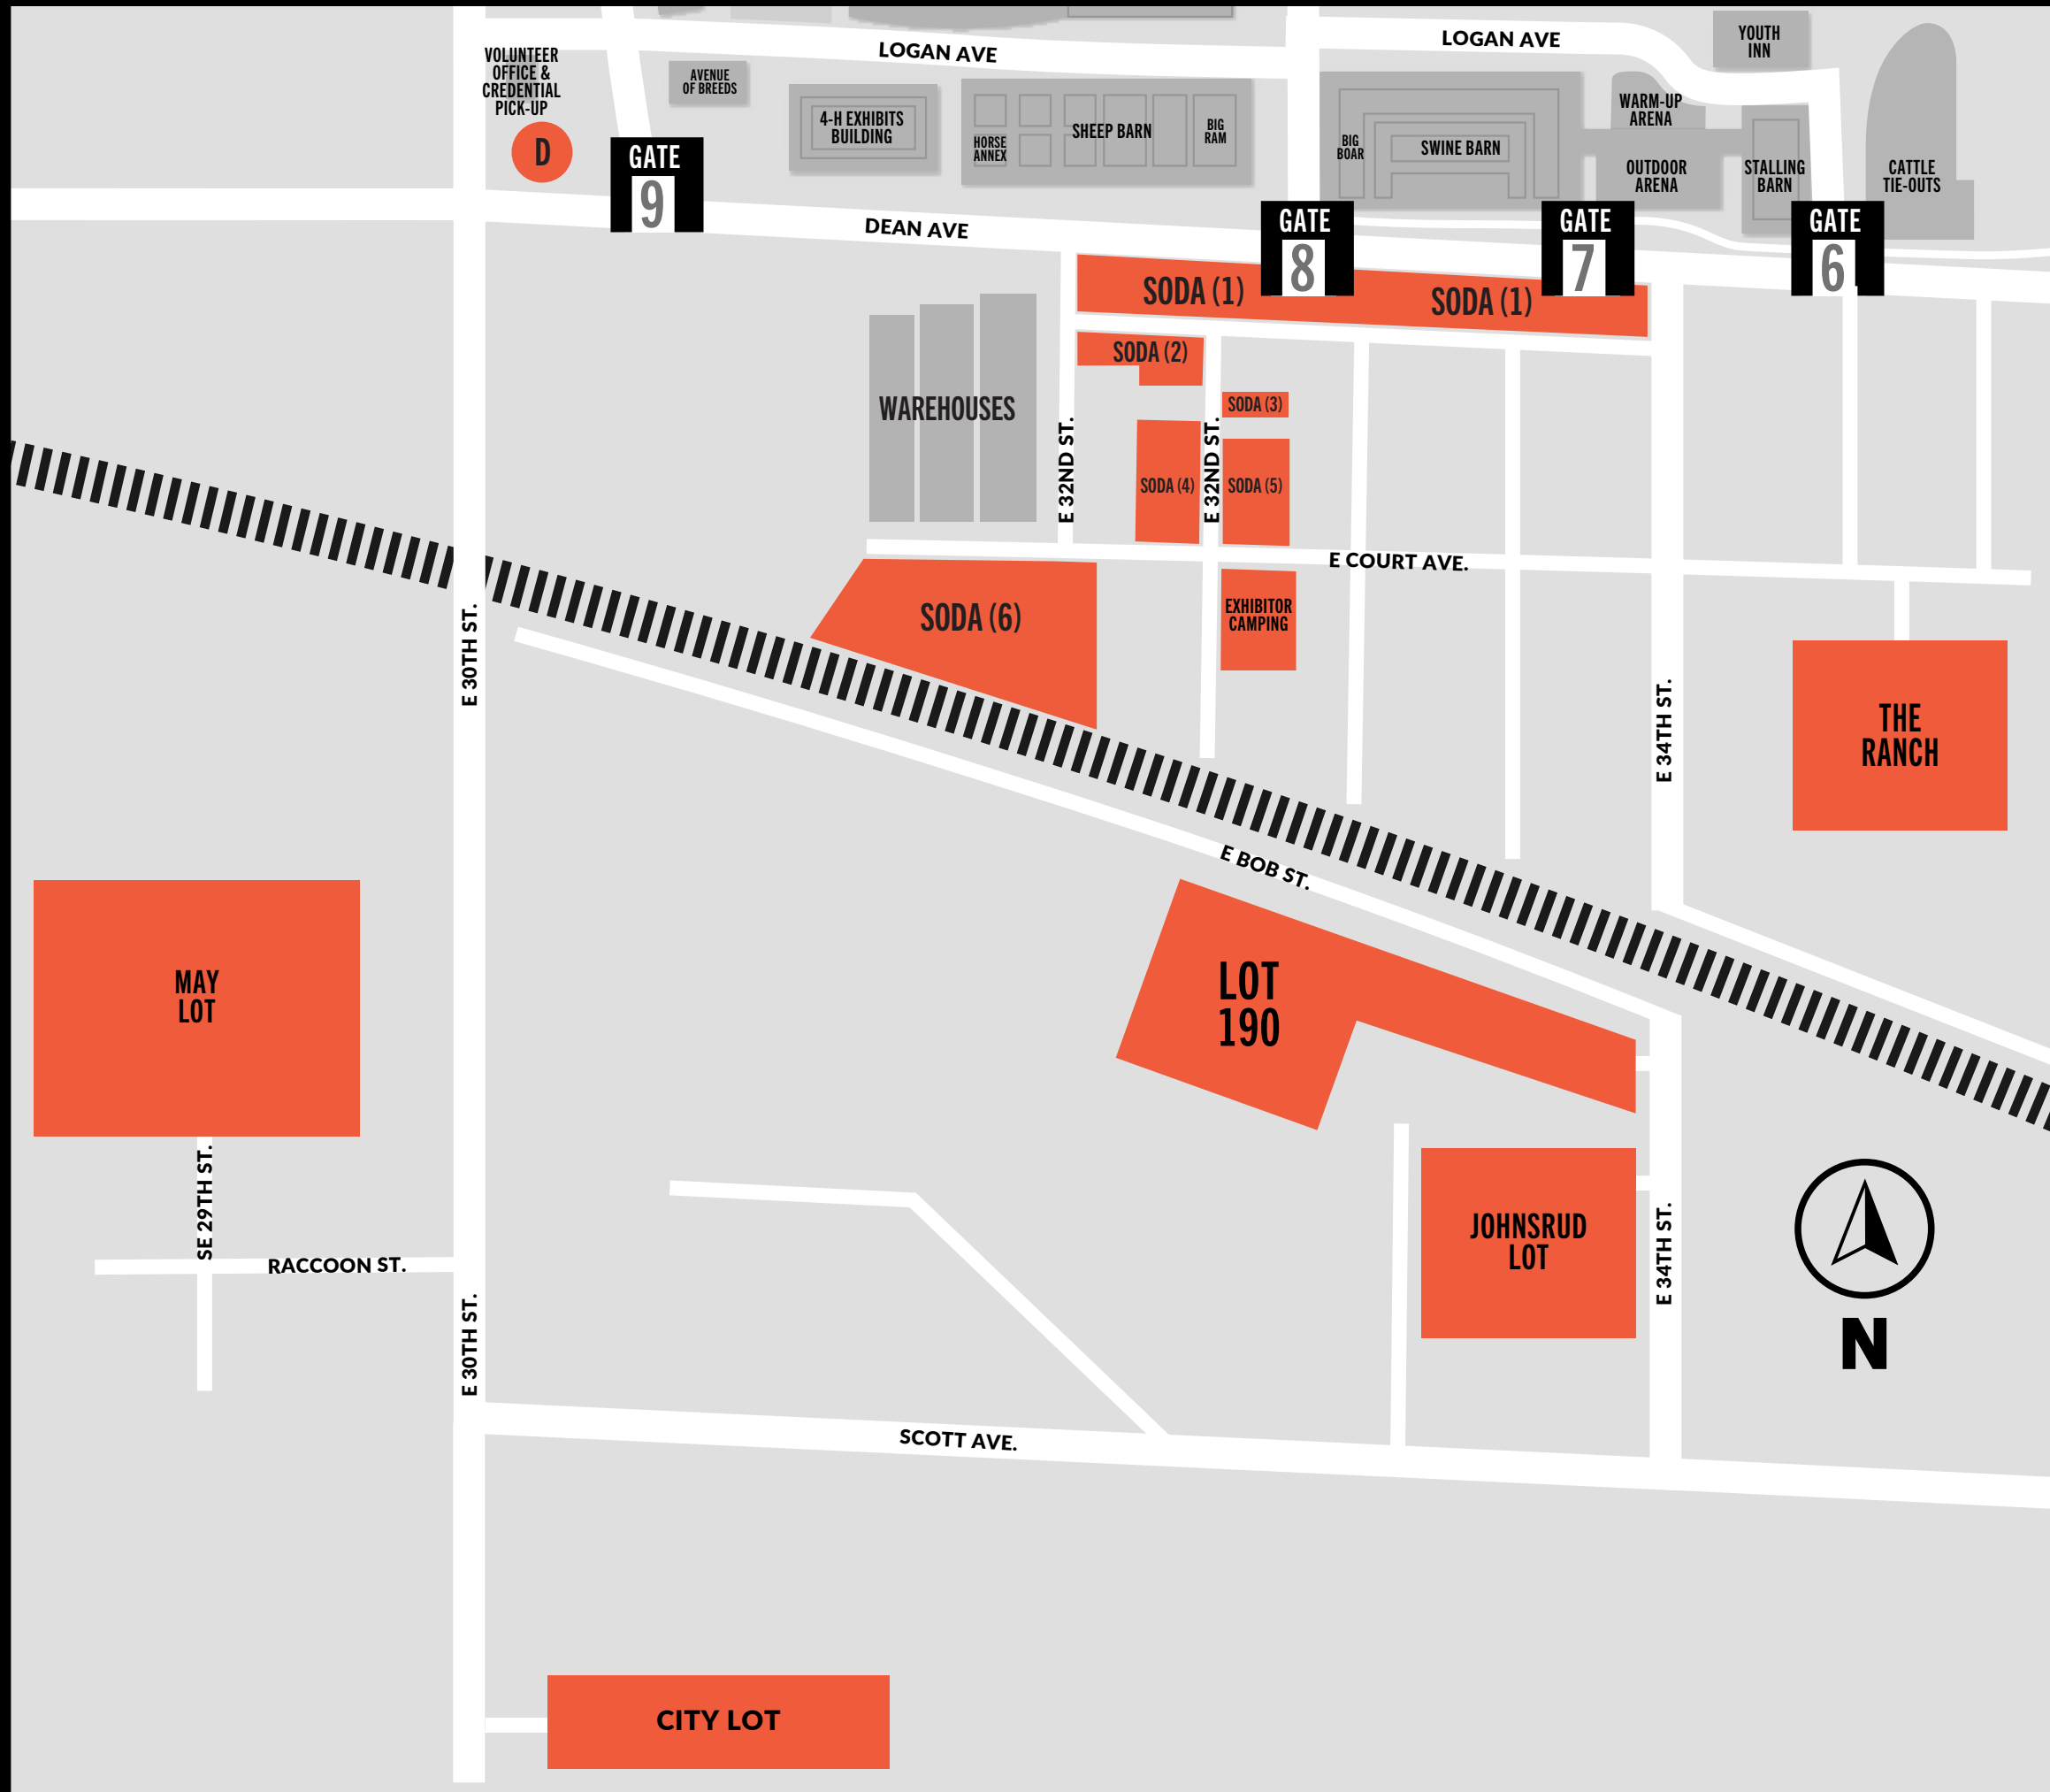 LOGAN AVE
LOGAN AVE
YOUTH
INN
VOLUNTEER
OFFICE &
CREDENTIAL
PICK-UP
D
AVENUE
OF BREEDS
4-H EXHIBITS
BUILDING
HORSE
ANNEX
SHEEP BARN
BIG
RAM
BIG
BOAR
SWINE BARN
WARM-UP
ARENA
OUTDOOR
ARENA
STALLING
BARN
CATTLE
TIE-OUTS
GATE
9
DEAN AVE
GATE
8
GATE
7
GATE
6
SODA (1)
SODA (1)
SODA (2)
SODA (3)
WAREHOUSES
E 32ND ST.
E 32ND ST.
SODA (4)
SODA (5)
E COURT AVE.
SODA (6)
EXHIBITOR
CAMPING
E 30TH ST.
E 34TH ST.
THE
RANCH
E BOB ST.
MAY
LOT
LOT
190
SE 29TH ST.
RACCOON ST.
JOHNSRUD
LOT
E 34TH ST.
N
E 30TH ST.
SCOTT AVE.
CITY LOT